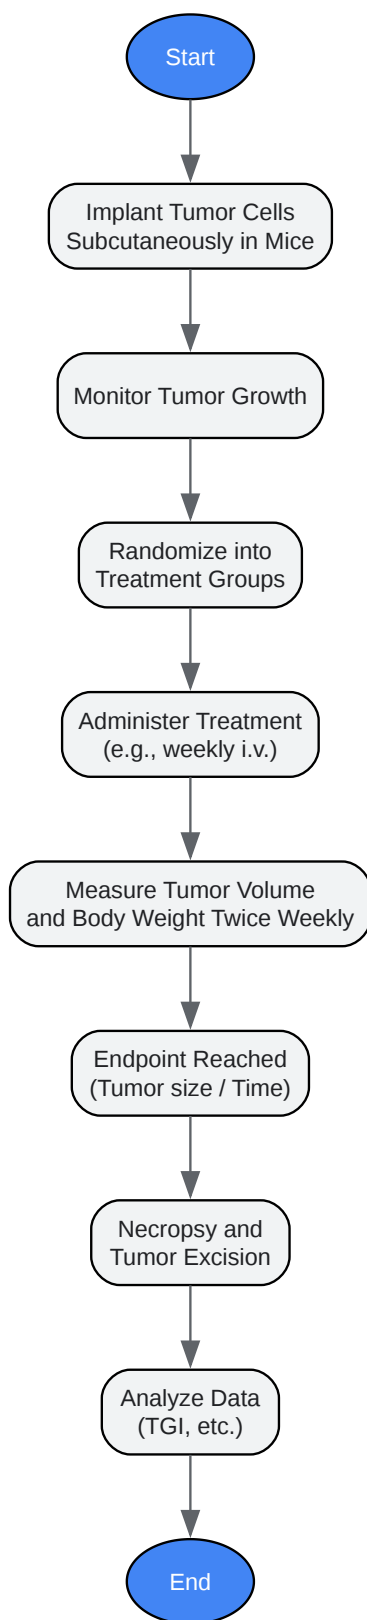 Start
Implant Tumor Cells
Subcutaneously in Mice
Monitor Tumor Growth
Randomize into
Treatment Groups
Administer Treatment
(e.g., weekly i.v.)
Measure Tumor Volume
and Body Weight Twice Weekly
Endpoint Reached
(Tumor size / Time)
Necropsy and
Tumor Excision
Analyze Data
(TGI, etc.)
End